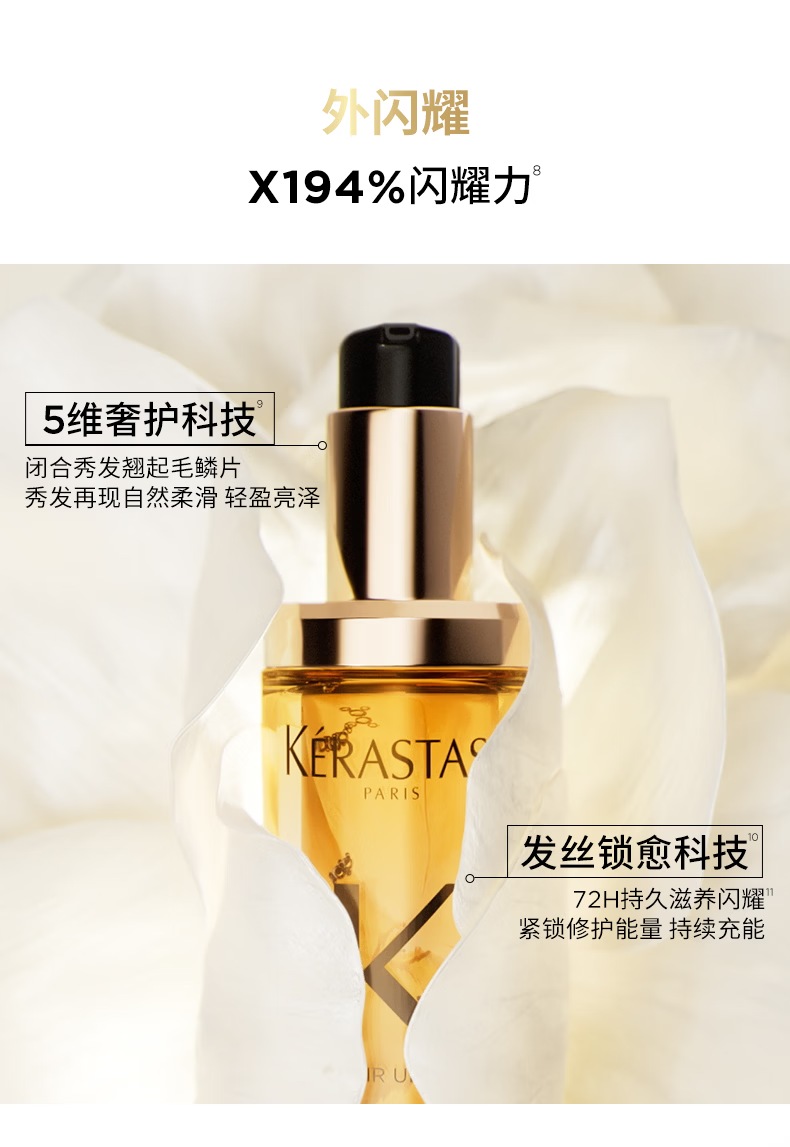 外闪耀
X194%闪耀力8
5维奢护科技9
闭合秀发翘起毛鳞片
秀发再现自然柔滑 轻盈亮泽
KÉRASTAS
PARIS
K
发丝锁愈科技10
72H持久滋养闪耀11
紧锁修护能量 持续充能
IR U